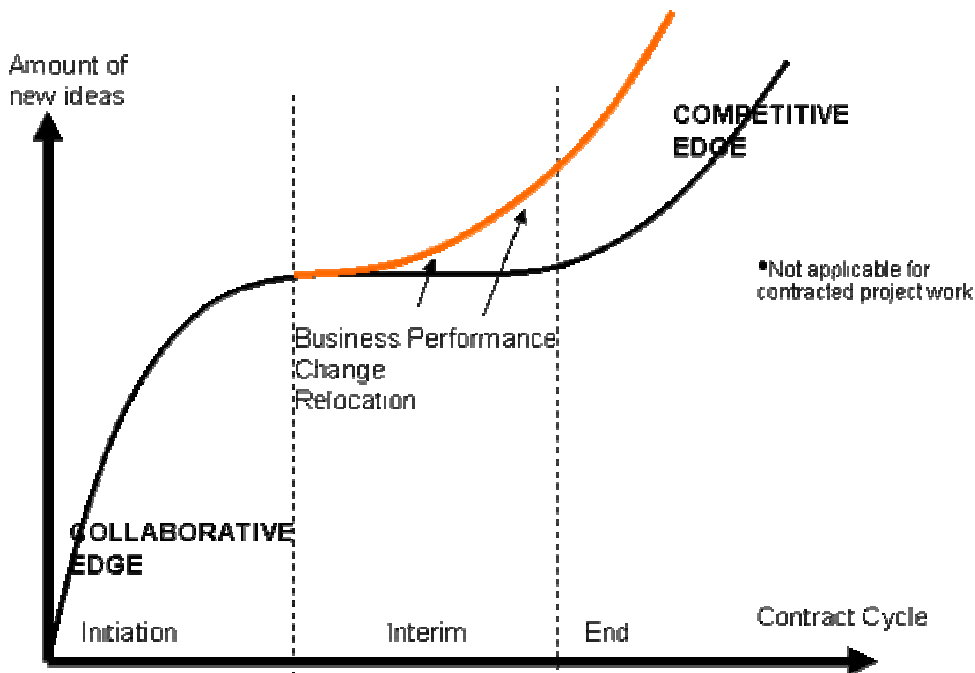 Amount of
new ideas
COMPETITIVE
EDGE
•Not applicable for
contracted project work
Business Performance
Change
Relocation
COLLABORATIVE
EDGE
Initiation
Interim
End
Contract Cycle